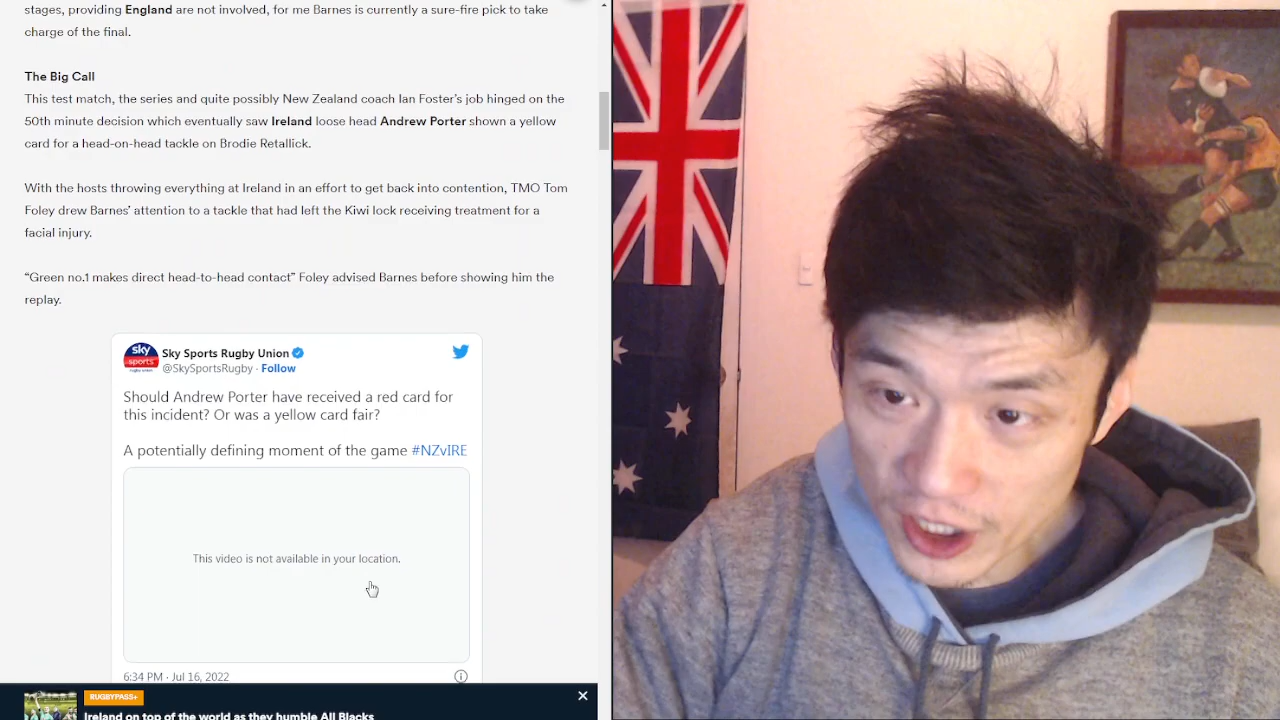 stages, providing England are not involved, for me Barnes is currently a sure-fire pick to take
charge of the final.
The Big Call
This test match, the series and quite possibly New Zealand coach Ian Foster's job hinged on the
50th minute decision which eventually saw Ireland loose head Andrew Porter shown a yellow
card for a head-on-head tackle on Brodie Retallick.
With the hosts throwing everything at Ireland in an effort to get back into contention, TMO Tom
Foley drew Barnes' attention to a tackle that had left the Kiwi lock receiving treatment for a
facial injury.
“Green no.1 makes direct head-to-head contact” Foley advised Barnes before showing him the
replay.
sky
sports
Sky Sports Rugby Union
@SkySportsRugby · Follow
Should Andrew Porter have received a red card for
this incident? Or was a yellow card fair?
A potentially defining moment of the game #NZvIRE
This video is not available in your location.
6:34 PM · Jul 16, 2022
RUGBYPASS+
Ireland on top of the world as they humble All Blacks